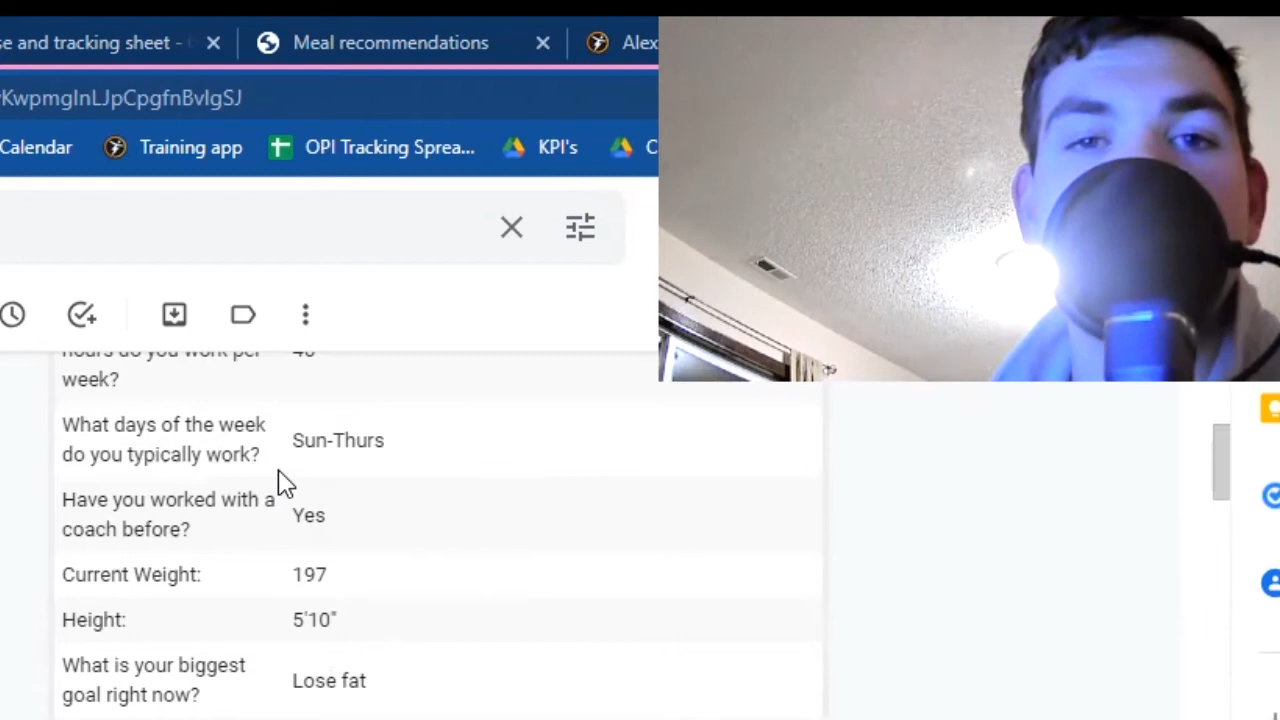 se and tracking sheet -
Meal recommendations
Alex
KwpmgInLJpCpgfnBvIgSJ
Calendar
Training app
OPI Tracking Sprea...
KPI's
C
hours do you work per
week?
40
What days of the week
do you typically work?
Sun-Thurs
Have you worked with a
coach before?
Yes
Current Weight:
197
Height:
5'10"
What is your biggest
goal right now?
Lose fat